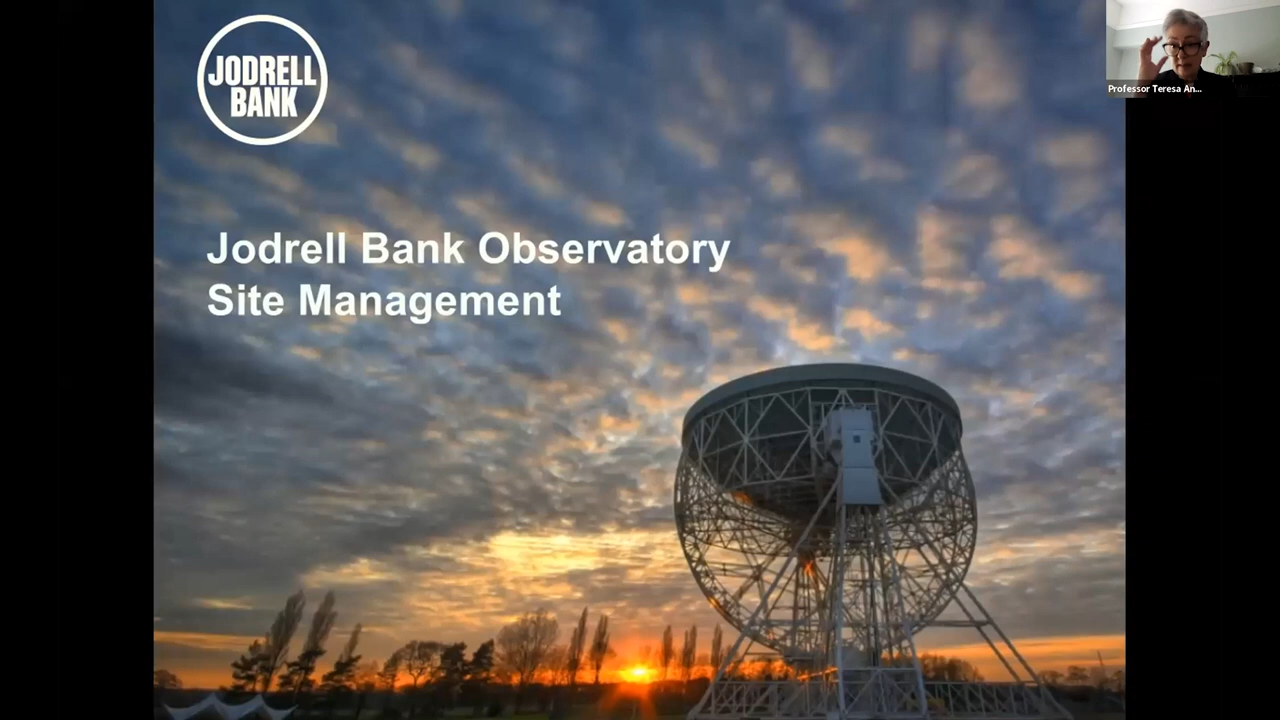 JODRELL
BANK
Jodrell Bank Observatory
Site Management
Professor Teresa An...